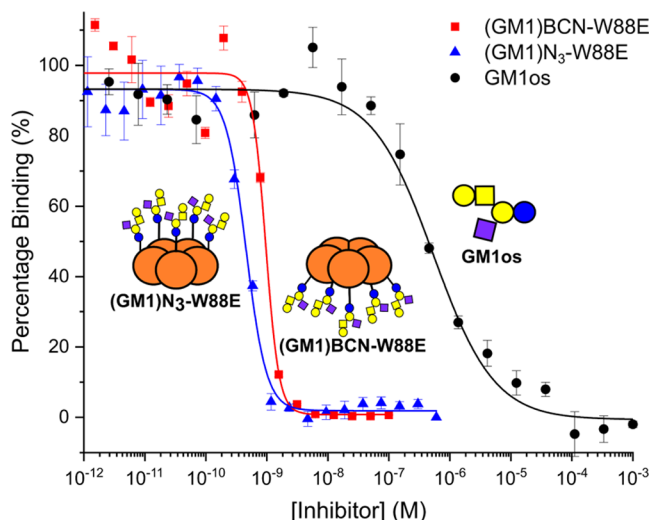 (GM1)BCN-W88E
(GM1)N₃-W88E
GM1os
Percentage Binding (%)
100
80
60
40
20
0
GM1os
(GM1)N₃-W88E
(GM1)BCN-W88E
10⁻¹² 10⁻¹¹ 10⁻¹⁰ 10⁻⁹ 10⁻⁸ 10⁻⁷ 10⁻⁶ 10⁻⁵ 10⁻⁴ 10⁻³
[Inhibitor] (M)